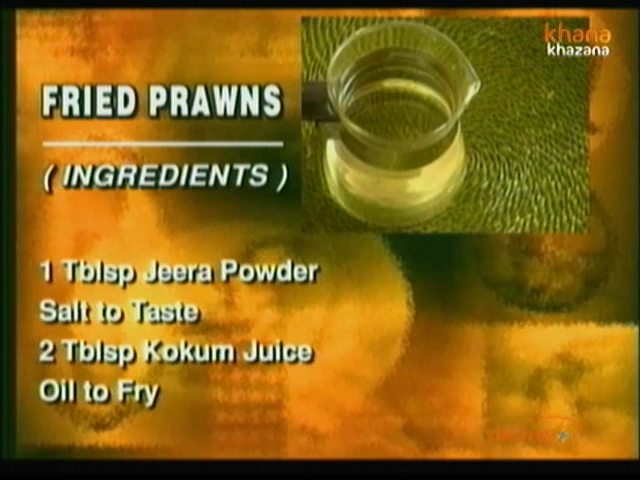 khana
khazana
FRIED PRAWNS
( INGREDIENTS )
1 Tblsp Jeera Powder
Salt to Taste
2 Tblsp Kokum Juice
Oil to Fry